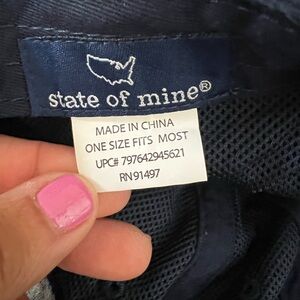 state of mine®
MADE IN CHINA
ONE SIZE FITS MOST
UPC# 797642945621
RN91497